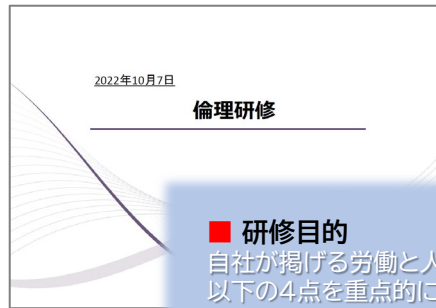 2022年10月7日
倫理研修
■ 研修目的
自社が掲げる労働と人
以下の4点を重点的に